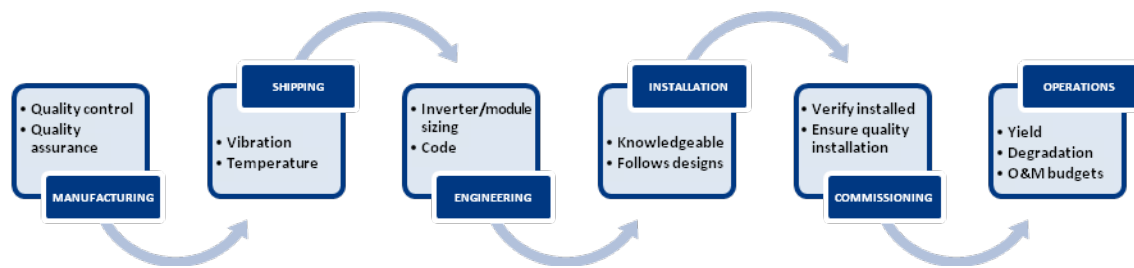 • Quality control
• Quality
assurance
MANUFACTURING
SHIPPING
• Vibration
• Temperature
• Inverter/module
sizing
• Code
ENGINEERING
INSTALLATION
• Knowledgeable
• Follows designs
• Verify installed
• Ensure quality
installation
COMMISSIONING
OPERATIONS
• Yield
• Degradation
• O&M budgets